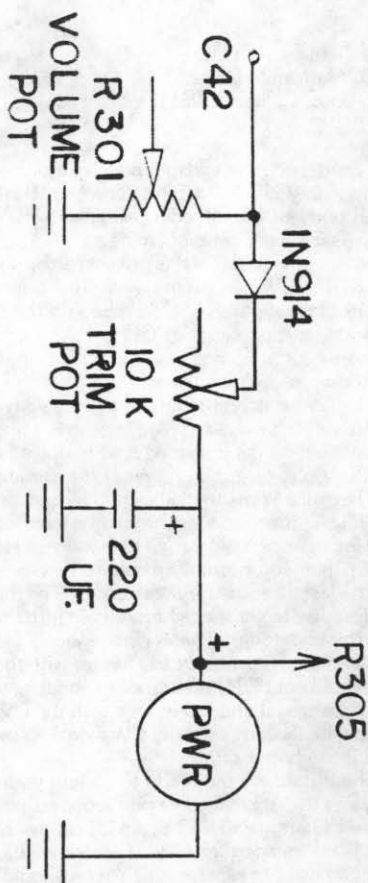 C42
R301
VOLUME
POT
1N914
10 K
TRIM
POT
+
220
UF.
+
R305
PWR